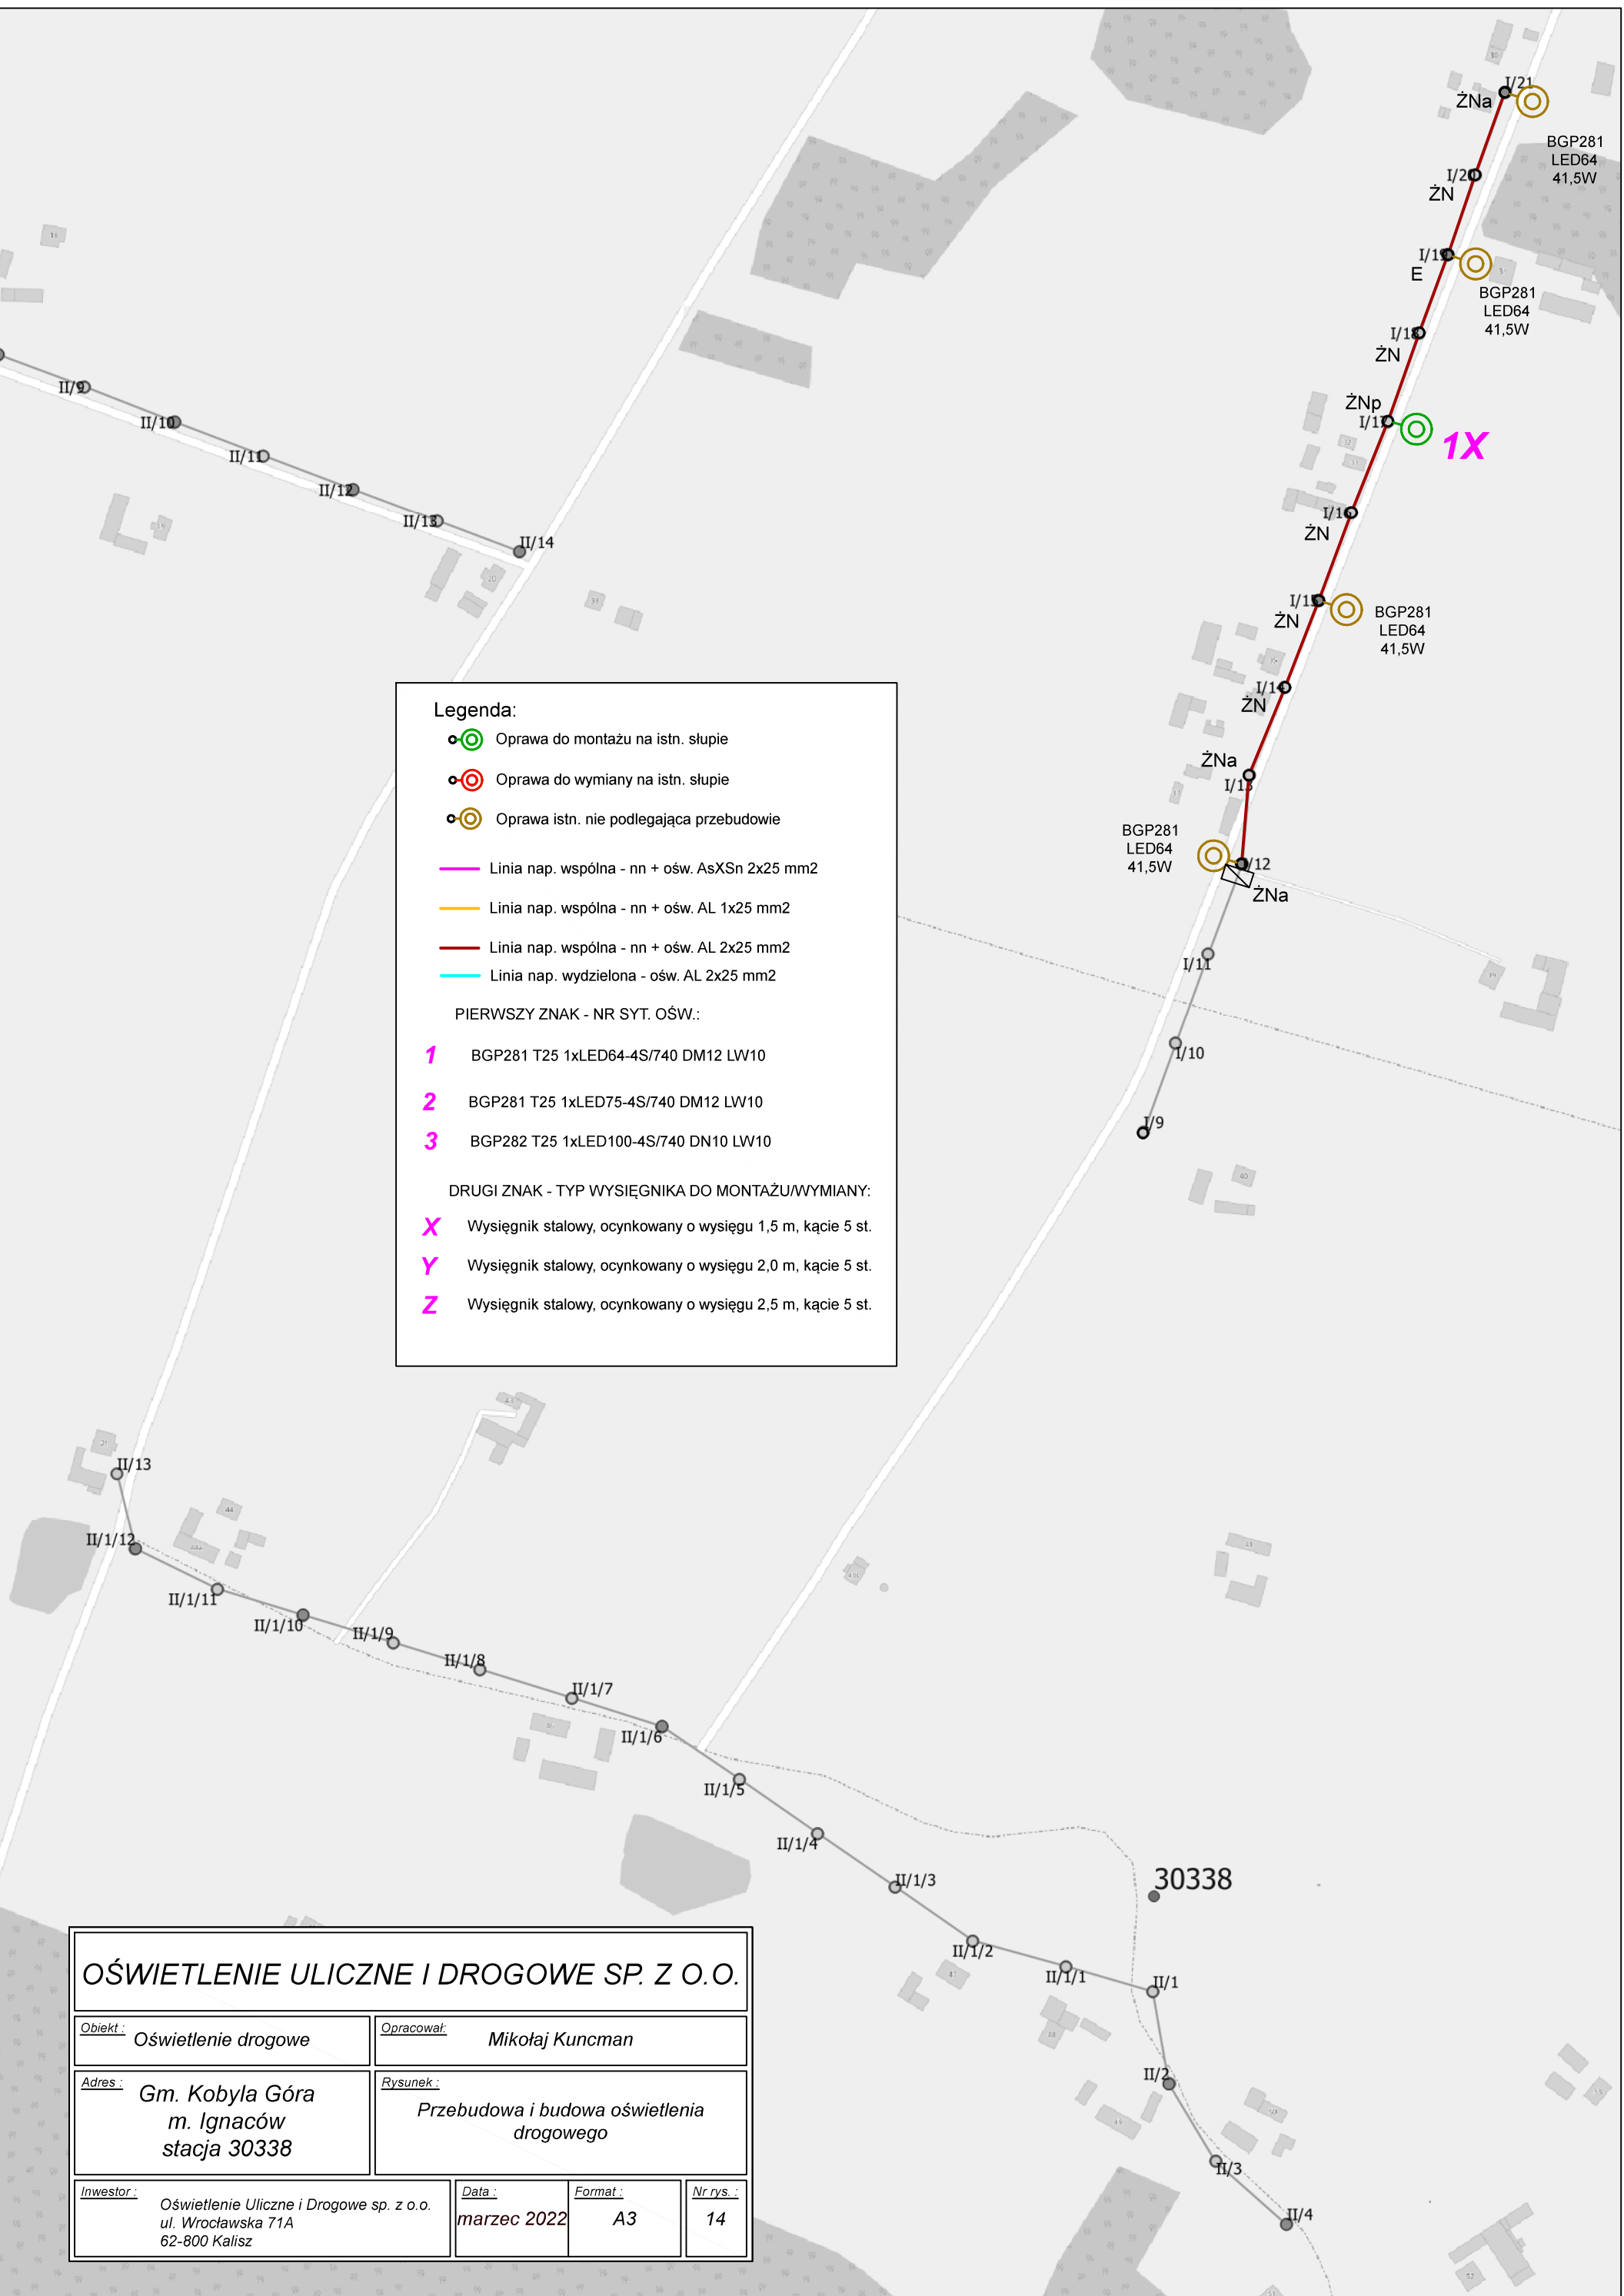 I/21
ŻNa
BGP281
LED64
41,5W
I/20
ŻN
I/19
E
BGP281
LED64
41,5W
I/18
ŻN
ŻNp
I/17
1X
I/16
ŻN
I/15
ŻN
BGP281
LED64
41,5W
I/14
ŻN
ŻNa
I/13
BGP281
LED64
41,5W
I/12
ŻNa
I/11
I/10
I/9
II/9
II/10
II/11
II/12
II/13
II/14
20
Legenda:
Oprawa do montażu na istn. słupie
Oprawa do wymiany na istn. słupie
Oprawa istn. nie podlegająca przebudowie
Linia nap. wspólna - nn + ośw. AsXSn 2x25 mm2
Linia nap. wspólna - nn + ośw. AL 1x25 mm2
Linia nap. wspólna - nn + ośw. AL 2x25 mm2
Linia nap. wydzielona - ośw. AL 2x25 mm2
PIERWSZY ZNAK - NR SYT. OŚW.:
1 BGP281 T25 1xLED64-4S/740 DM12 LW10
2 BGP281 T25 1xLED75-4S/740 DM12 LW10
3 BGP282 T25 1xLED100-4S/740 DN10 LW10
DRUGI ZNAK - TYP WYSIĘGNIKA DO MONTAŻU/WYMIANY:
X Wysięgnik stalowy, ocynkowany o wysięgu 1,5 m, kącie 5 st.
Y Wysięgnik stalowy, ocynkowany o wysięgu 2,0 m, kącie 5 st.
Z Wysięgnik stalowy, ocynkowany o wysięgu 2,5 m, kącie 5 st.
40
II/13
II/1/12
44
II/1/11
II/1/10
II/1/9
II/1/8
II/1/7
II/1/6
II/1/5
II/1/4
II/1/3
II/1/2
II/1/1
II/1
30338
II/2
II/3
II/4
52
OŚWIETLENIE ULICZNE I DROGOWE SP. Z O.O.
Obiekt : Oświetlenie drogowe
Opracował: Mikołaj Kuncman
Adres : Gm. Kobyla Góra
m. Ignaców
stacja 30338
Rysunek :
Przebudowa i budowa oświetlenia
drogowego
Inwestor :
Oświetlenie Uliczne i Drogowe sp. z o.o.
ul. Wrocławska 71A
62-800 Kalisz
Data :
marzec 2022
Format :
A3
Nr rys. :
14